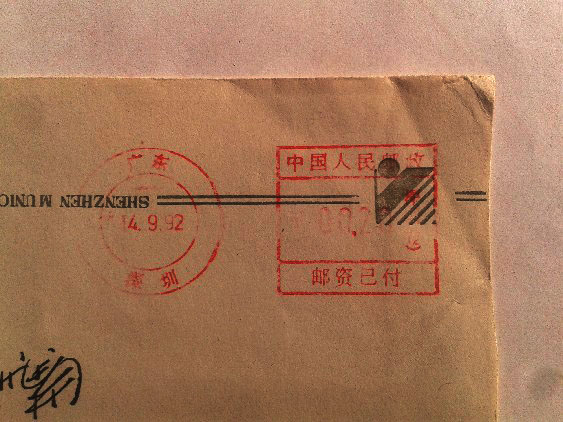 广东
14.9.92
深圳
中国人民邮政
邮资已付
SHENZHEN MUNIC